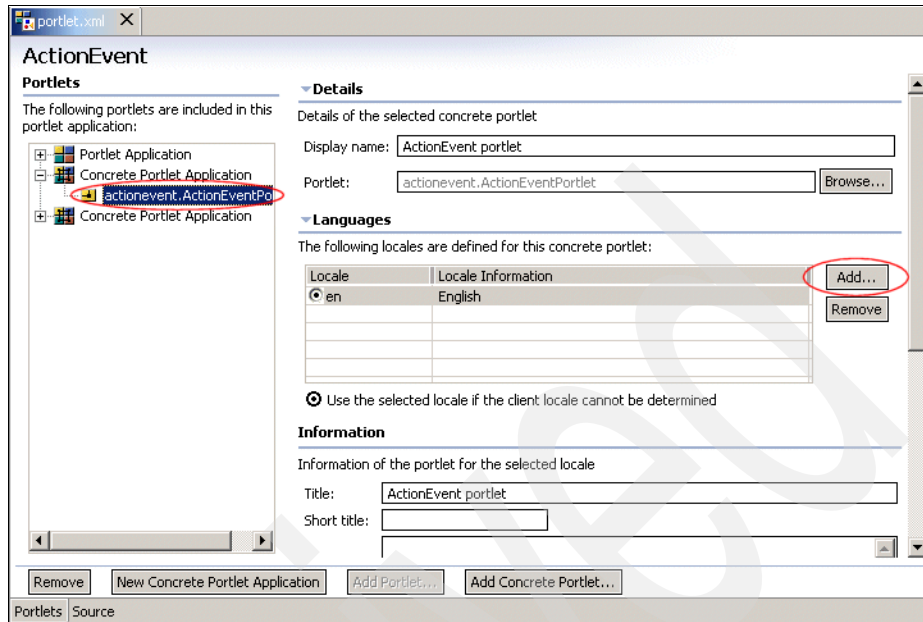 portlet.xml
ActionEvent
Portlets
The following portlets are included in this
portlet application:
Portlet Application
Concrete Portlet Application
actionevent.ActionEventPo
Concrete Portlet Application
Details
Details of the selected concrete portlet
Display name: ActionEvent portlet
Portlet: actionevent.ActionEventPortlet Browse...
Languages
The following locales are defined for this concrete portlet:
Locale Locale Information Add...
en English
Remove
Use the selected locale if the client locale cannot be determined
Information
Information of the portlet for the selected locale
Title: ActionEvent portlet
Short title:
Remove New Concrete Portlet Application Add Portlet... Add Concrete Portlet...
Portlets Source